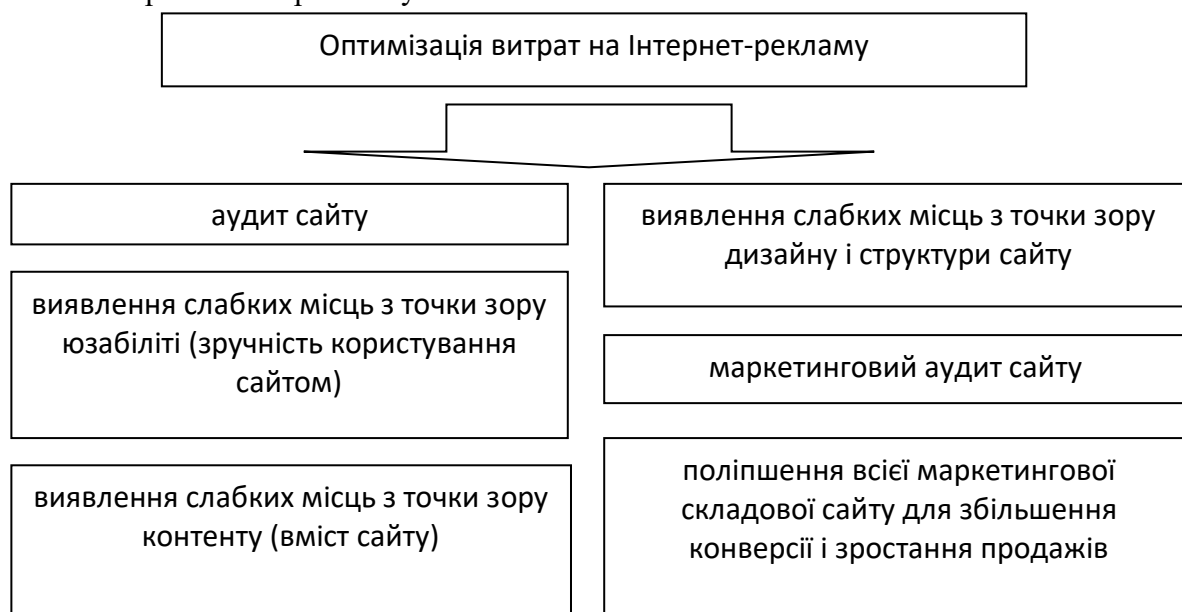 Оптимізація витрат на Інтернет-рекламу
аудит сайту
виявлення слабких місць з точки зору
юзабіліті (зручність користування
сайтом)
виявлення слабких місць з точки зору
контенту (вміст сайту)
виявлення слабких місць з точки зору
дизайну і структури сайту
маркетинговий аудит сайту
поліпшення всієї маркетингової
складової сайту для збільшення
конверсії і зростання продажів